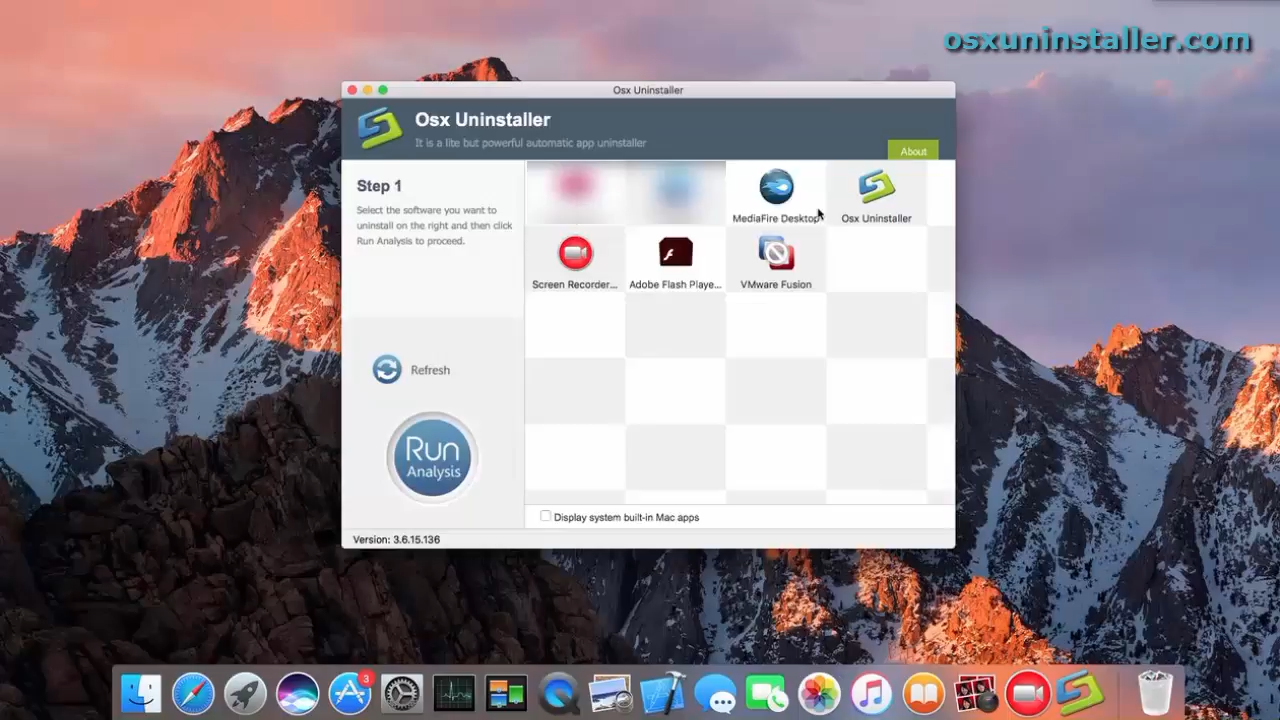 osxuninstaller.com
Osx Uninstaller
Osx Uninstaller
It is a lite but powerful automatic app uninstaller
About
Step 1
Select the software you want to
uninstall on the right and then click
Run Analysis to proceed.
MediaFire Desktop
Osx Uninstaller
Screen Recorder...
Adobe Flash Playe...
VMware Fusion
Refresh
Run
Analysis
Display system built-in Mac apps
Version: 3.6.15.136
3